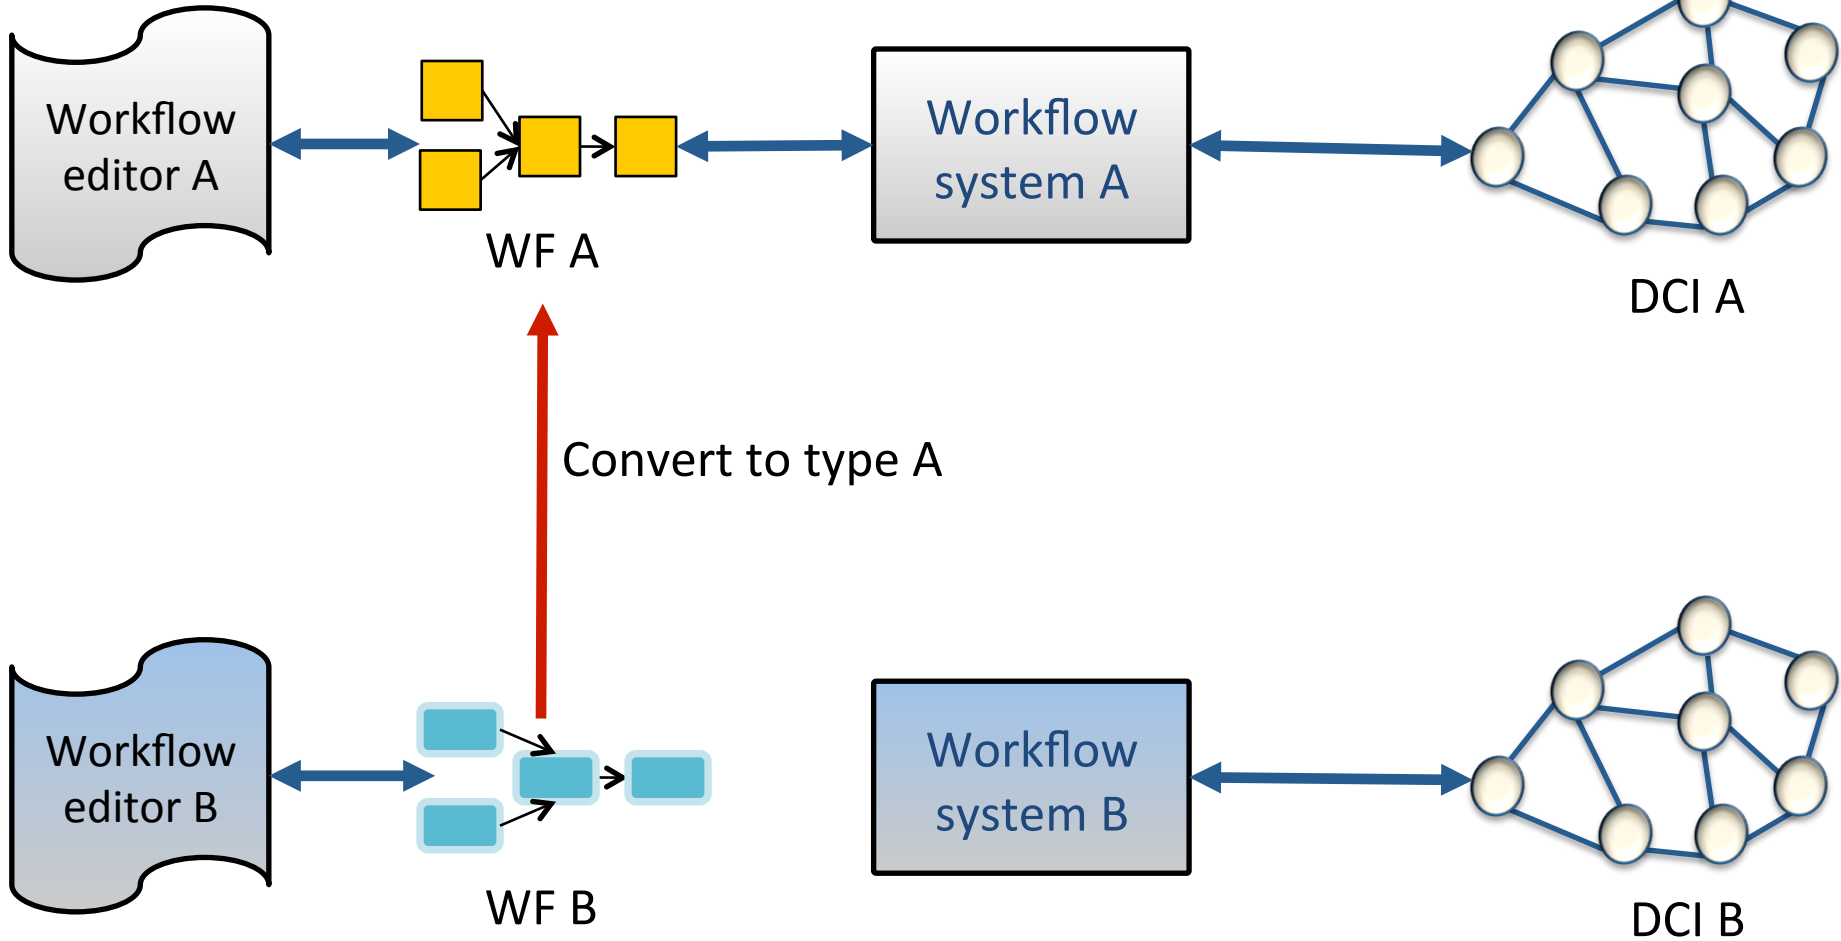 Workflow
editor A
WF A
Workflow
system A
DCI A
Convert to type A
Workflow
editor B
WF B
Workflow
system B
DCI B